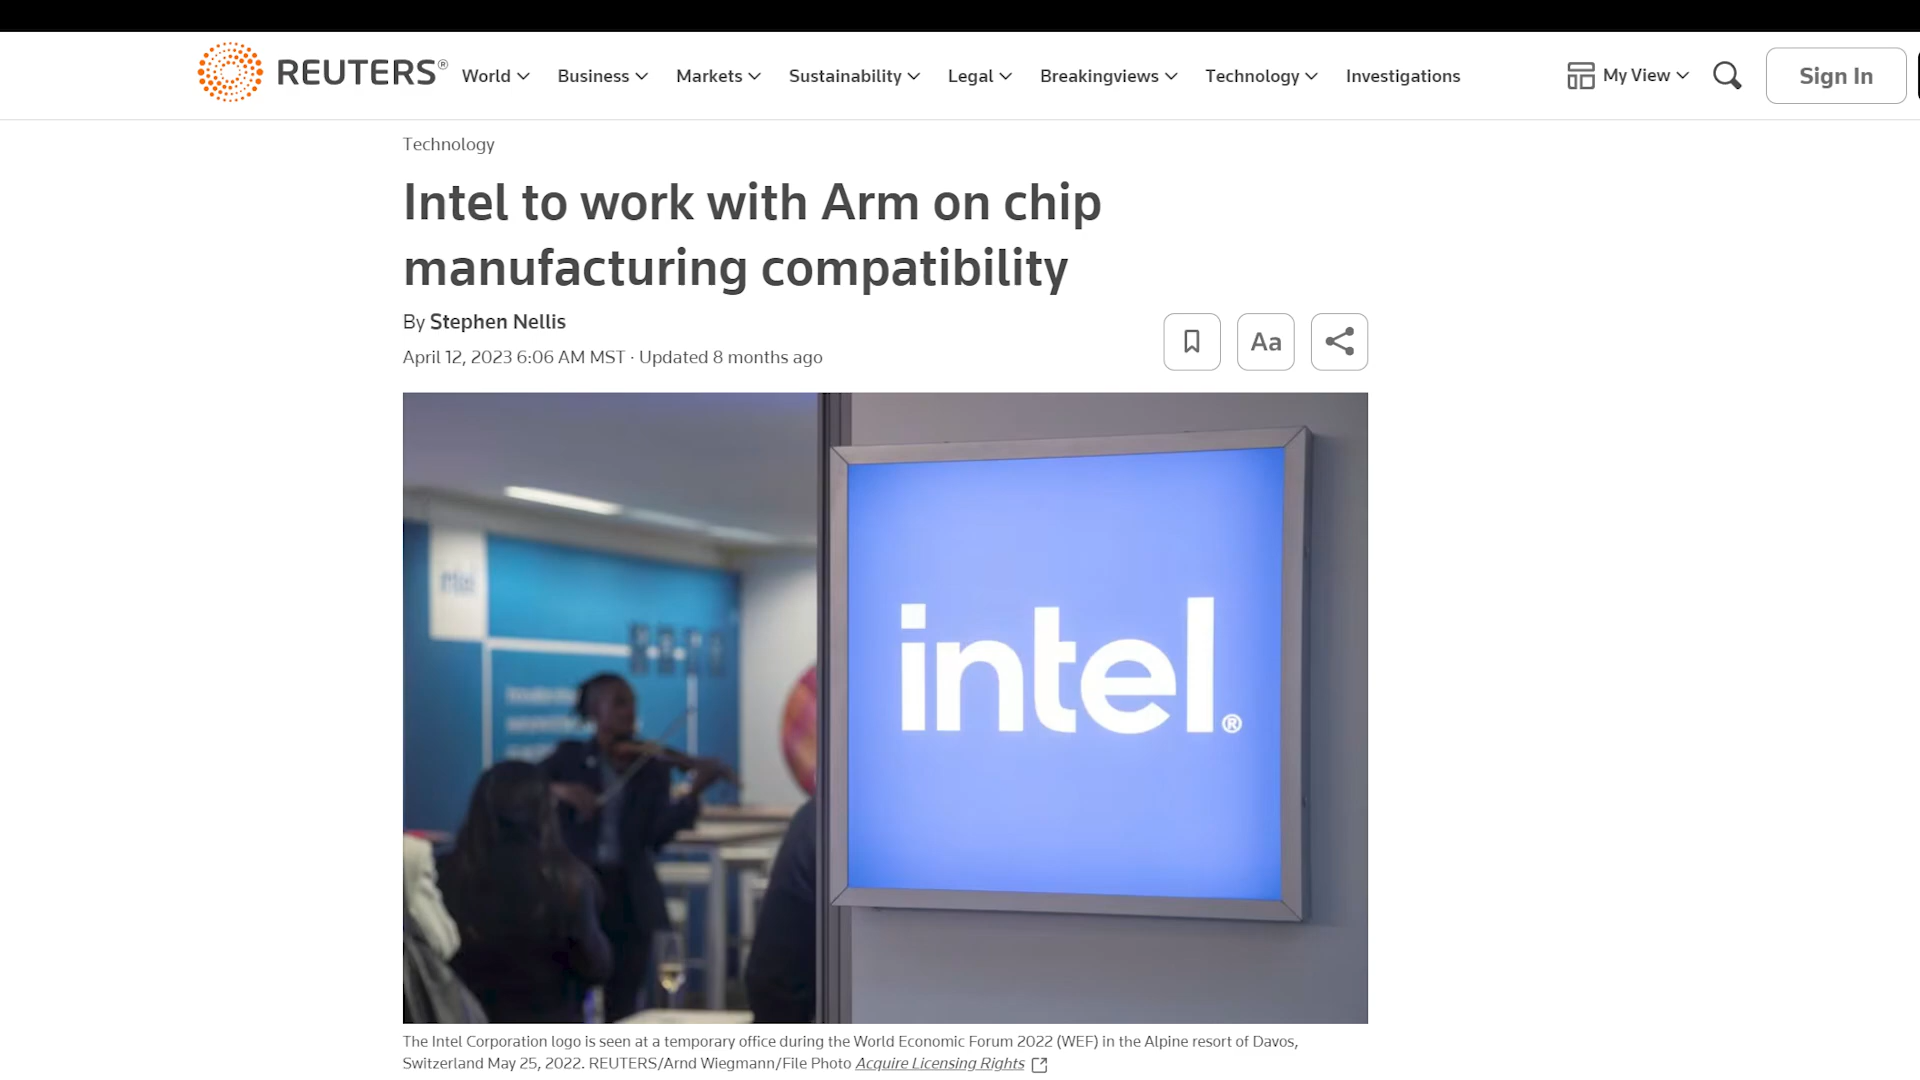 REUTERS®
World
Business
Markets
Sustainability
Legal
Breakingviews
Technology
Investigations
My View
Sign In
Technology
Intel to work with Arm on chip
manufacturing compatibility
By Stephen Nellis
April 12, 2023 6:06 AM MST · Updated 8 months ago
Aa
intel
intel®
The Intel Corporation logo is seen at a temporary office during the World Economic Forum 2022 (WEF) in the Alpine resort of Davos,
Switzerland May 25, 2022. REUTERS/Arnd Wiegmann/File Photo Acquire Licensing Rights